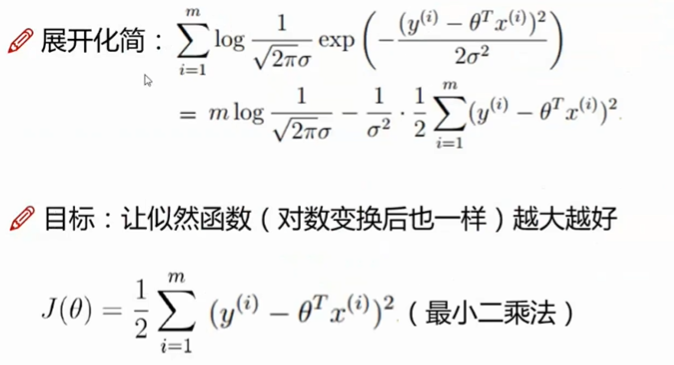 展开化简：$\sum_{i=1}^{m} \log \frac{1}{\sqrt{2\pi}\sigma} \exp\left(-\frac{(y^{(i)} - \theta^T x^{(i)})^2}{2\sigma^2}\right)$
$= m \log \frac{1}{\sqrt{2\pi}\sigma} - \frac{1}{\sigma^2} \cdot \frac{1}{2} \sum_{i=1}^{m} (y^{(i)} - \theta^T x^{(i)})^2.$
目标：让似然函数（对数变换后也一样）越大越好
$J(\theta) = \frac{1}{2} \sum_{i=1}^{m} (y^{(i)} - \theta^T x^{(i)})^2.$（最小二乘法）